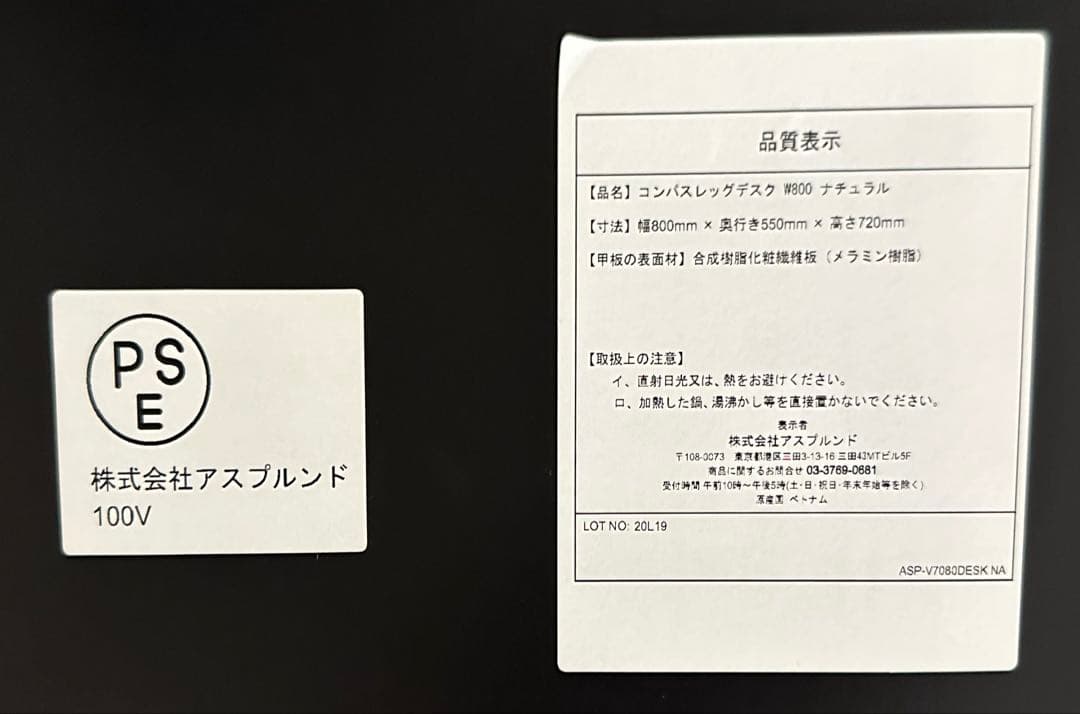 PS
E
株式会社アスプルンド
100V
品質表示
【品名】コンパスレッグデスク W800 ナチュラル
【寸法】幅800mm × 奥行き550mm × 高さ720mm
【甲板の表面材】合成樹脂化粧繊維板（メラミン樹脂）
【取扱上の注意】
イ、直射日光又は、熱をお避けください。
ロ、加熱した鍋、湯沸かし等を直接置かないでください。
表示者
株式会社アスプルンド
〒108-0073 東京都港区三田3-13-16 三田43MTビル5F
商品に関するお問合せ 03-3769-0681
受付時間 午前10時～午後5時(土・日・祝日・年末年始等を除く)
原産国 ベトナム
LOT NO: 20L19
ASP-V7080DESK NA